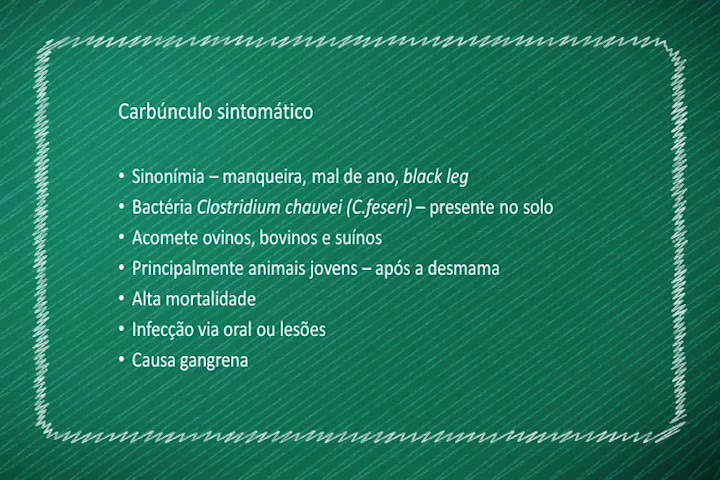 Carbúnculo sintomático
• Sinonímia – manqueira, mal de ano, black leg
• Bactéria Clostridium chauvei (C.feseri) – presente no solo
• Acomete ovinos, bovinos e suínos
• Principalmente animais jovens – após a desmama
• Alta mortalidade
• Infecção via oral ou lesões
• Causa gangrena